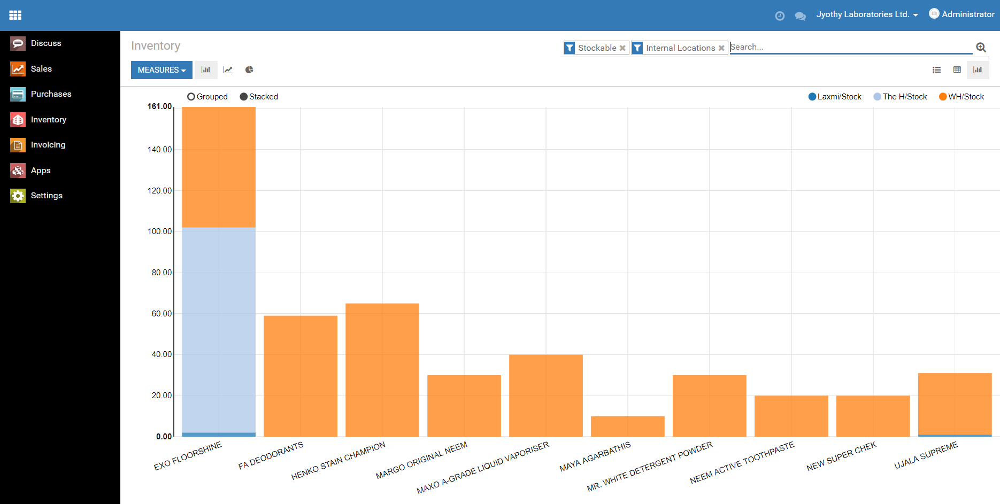 Jyothy Laboratories Ltd. Administrator
Discuss
Sales
Purchases
Inventory
Invoicing
Apps
Settings
Inventory
Stockable Internal Locations Search...
MEASURES
Grouped Stacked
Laxmi/Stock The H/Stock WH/Stock
161.00
140.00
120.00
100.00
80.00
60.00
40.00
20.00
0.00
EXO FLOORSHINE
FA DEODORANTS
HENKO STAIN CHAMPION
MARGO ORIGINAL NEEM
MAXO A-GRADE LIQUID VAPORISER
MAYA AGARBATHIS
MR. WHITE DETERGENT POWDER
NEEM ACTIVE TOOTHPASTE
NEW SUPER CHEK
UJALA SUPREME